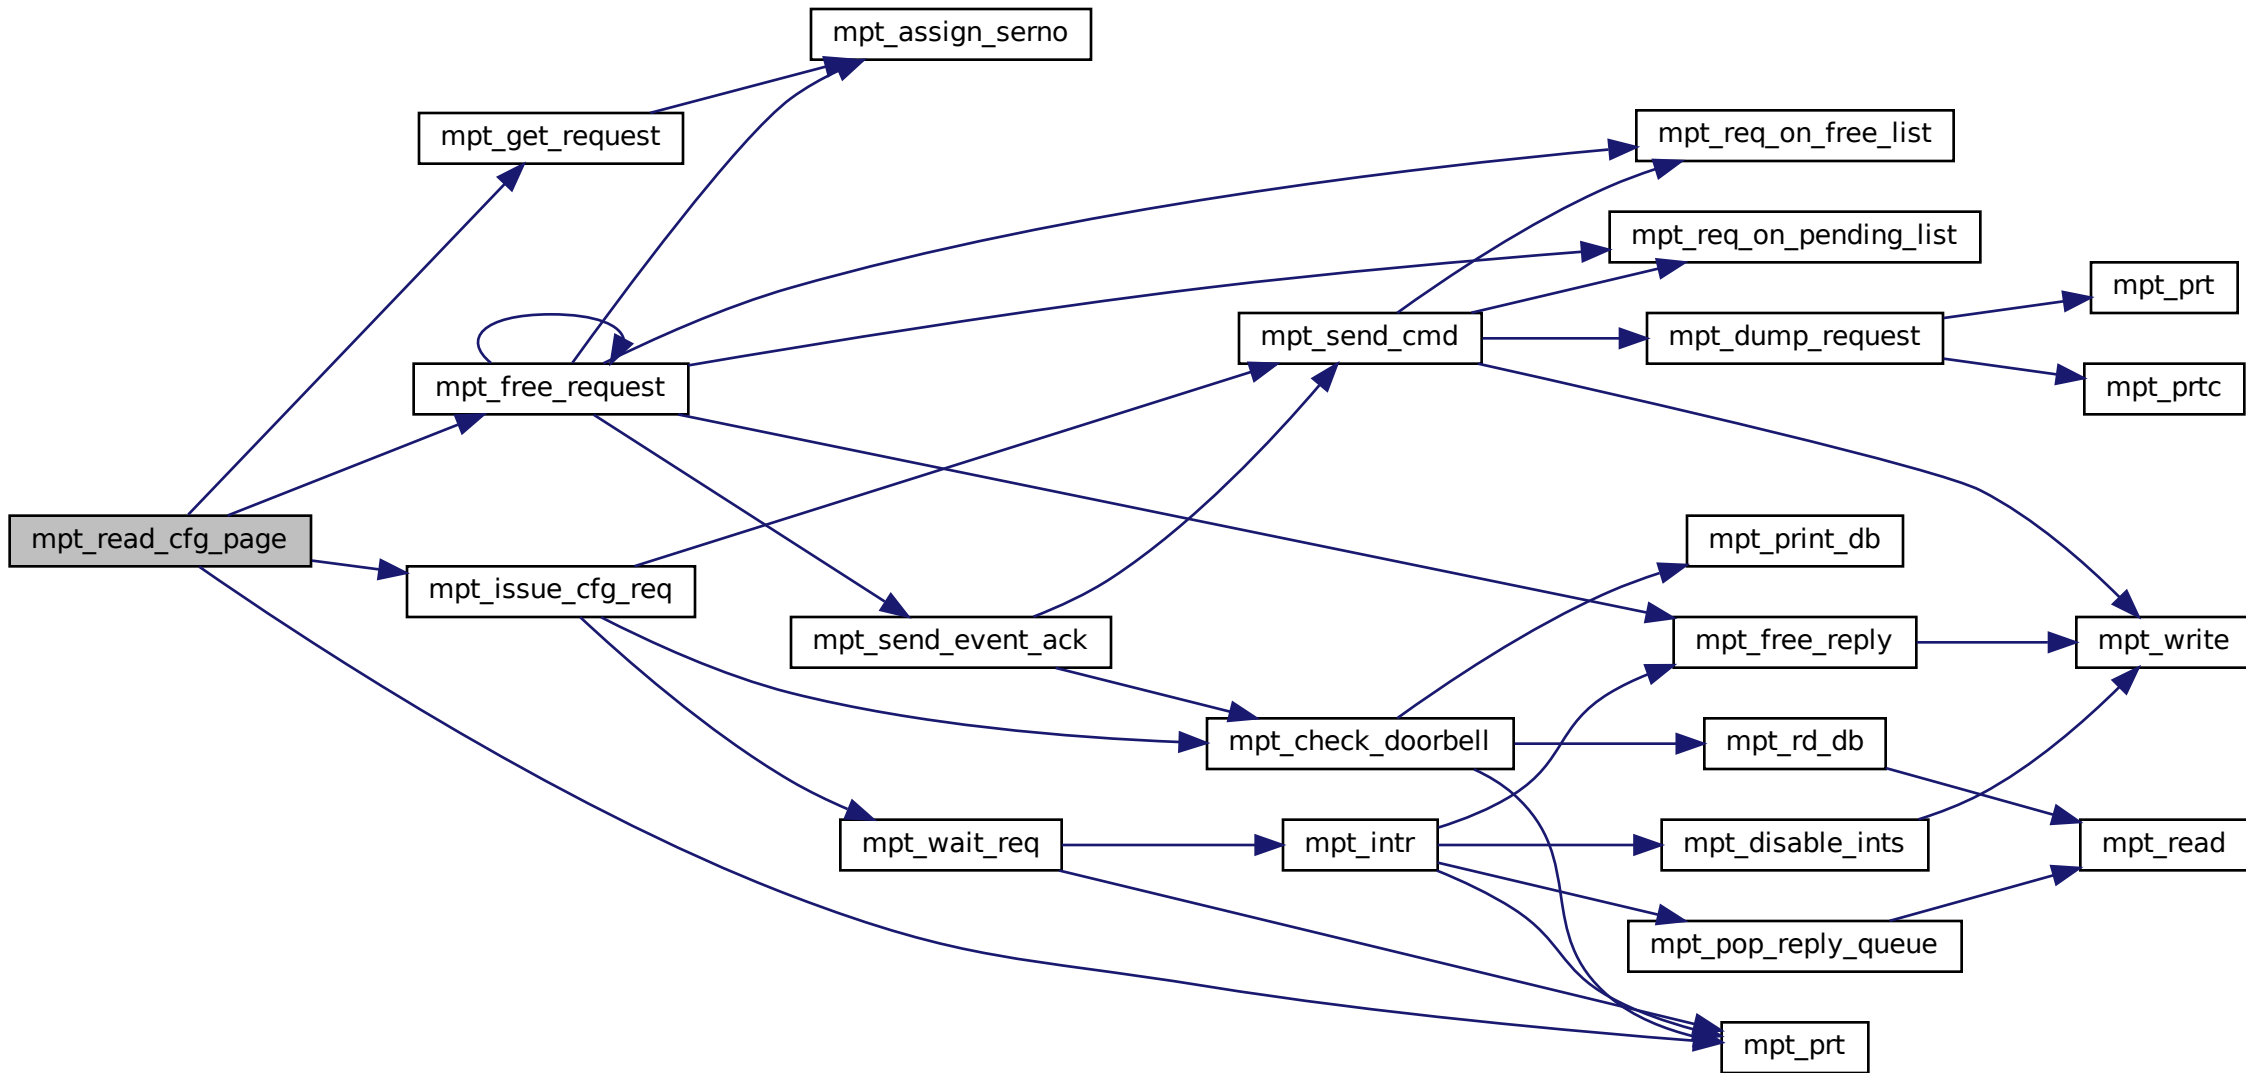 mpt_assign_serno
mpt_get_request
mpt_req_on_free_list
mpt_req_on_pending_list
mpt_prt
mpt_send_cmd
mpt_dump_request
mpt_free_request
mpt_prtc
mpt_read_cfg_page
mpt_print_db
mpt_issue_cfg_req
mpt_send_event_ack
mpt_free_reply
mpt_write
mpt_check_doorbell
mpt_rd_db
mpt_wait_req
mpt_intr
mpt_disable_ints
mpt_read
mpt_pop_reply_queue
mpt_prt